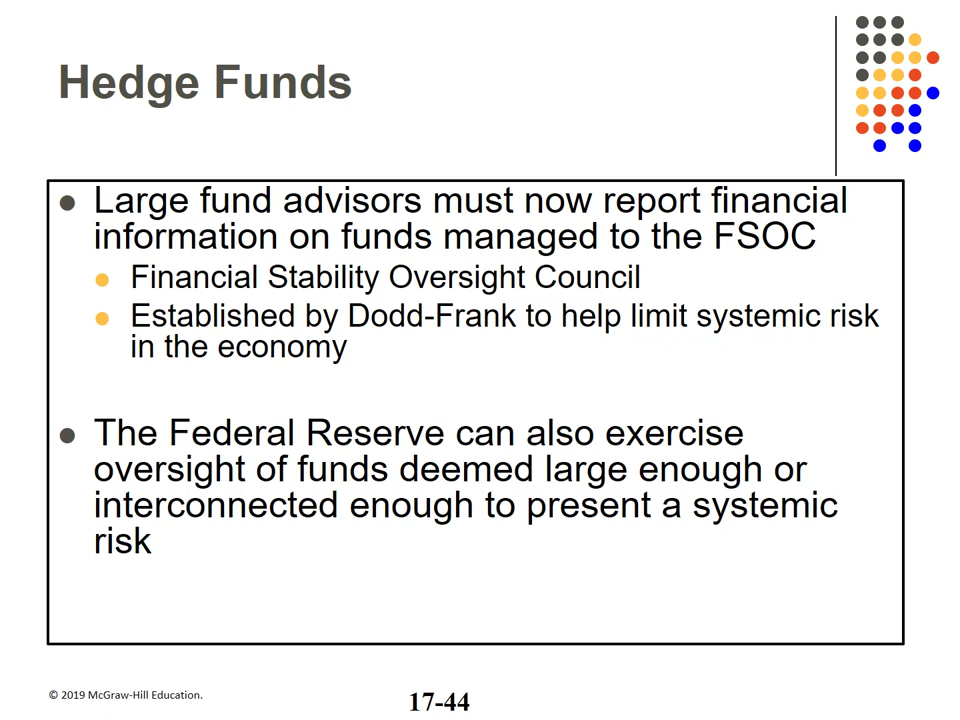 Hedge Funds
Large fund advisors must now report financial
information on funds managed to the FSOC
Financial Stability Oversight Council
Established by Dodd-Frank to help limit systemic risk
in the economy
The Federal Reserve can also exercise
oversight of funds deemed large enough or
interconnected enough to present a systemic
risk
© 2019 McGraw-Hill Education.
17-44